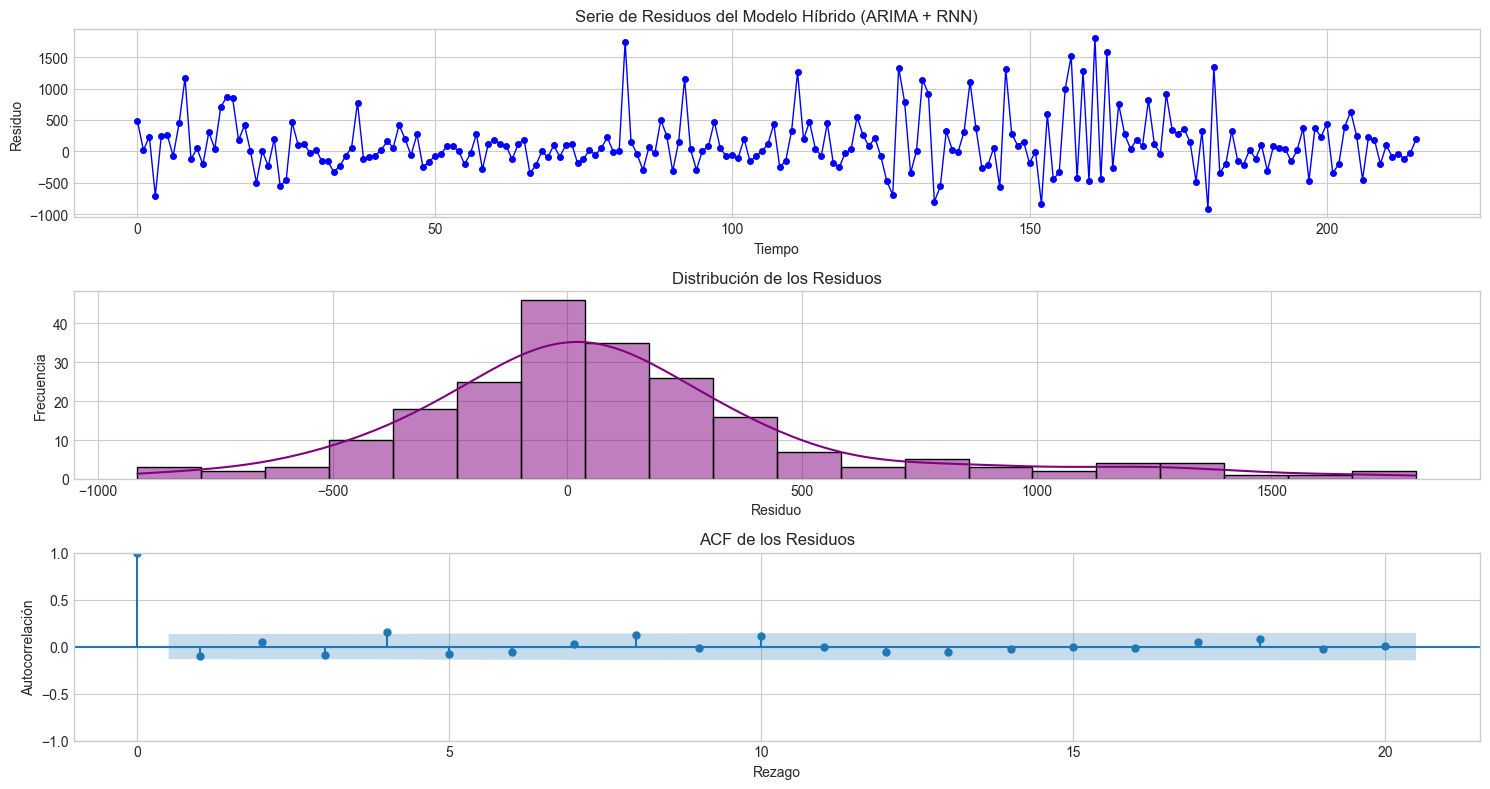 Serie de Residuos del Modelo Híbrido (ARIMA + RNN)
Residuo
1500
1000
500
0
−500
−1000
0 50 100 150 200
Tiempo
Distribución de los Residuos
Frecuencia
40
30
20
10
0
−1000 −500 0 500 1000 1500
Residuo
ACF de los Residuos
Autocorrelación
1.0
0.5
0.0
−0.5
−1.0
0 5 10 15 20
Rezago